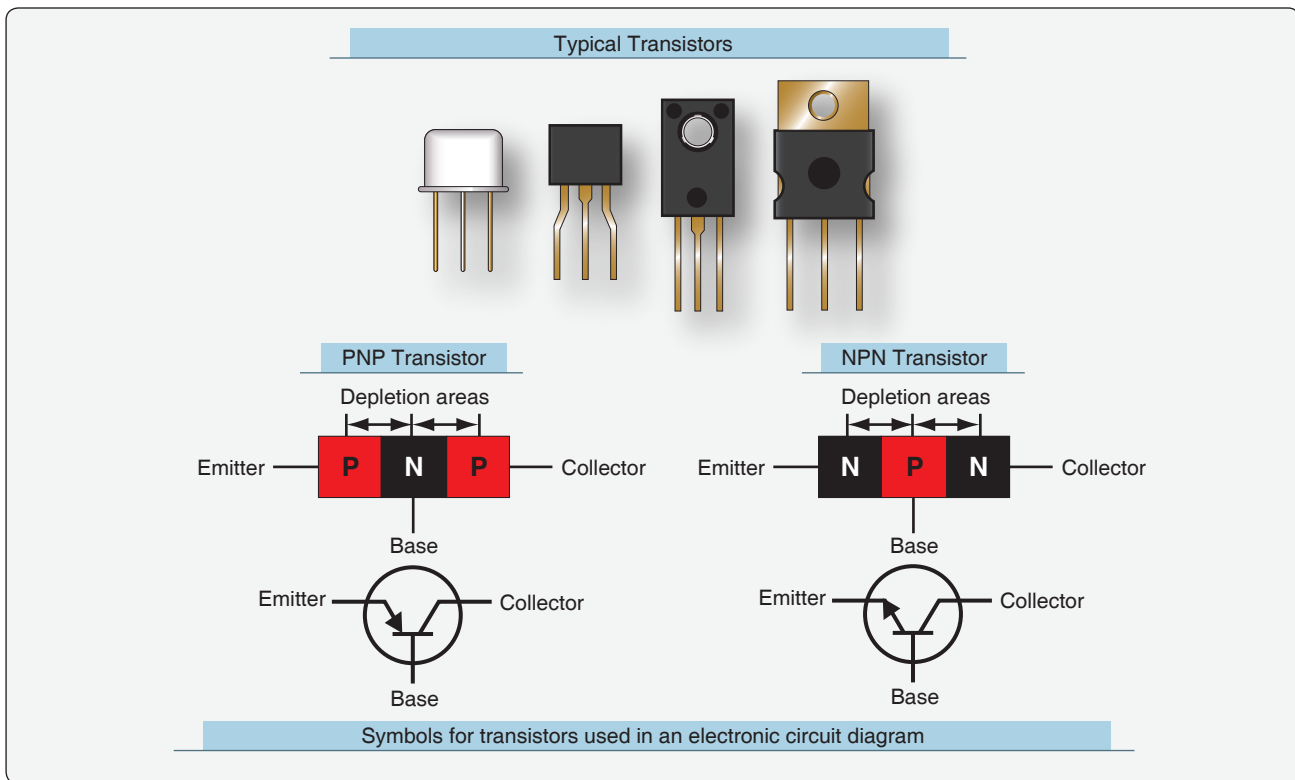 Typical Transistors
PNP Transistor
Depletion areas
Emitter
P
N
P
Collector
Base
Emitter
Collector
Base
NPN Transistor
Depletion areas
Emitter
N
P
N
Collector
Base
Emitter
Collector
Base
Symbols for transistors used in an electronic circuit diagram